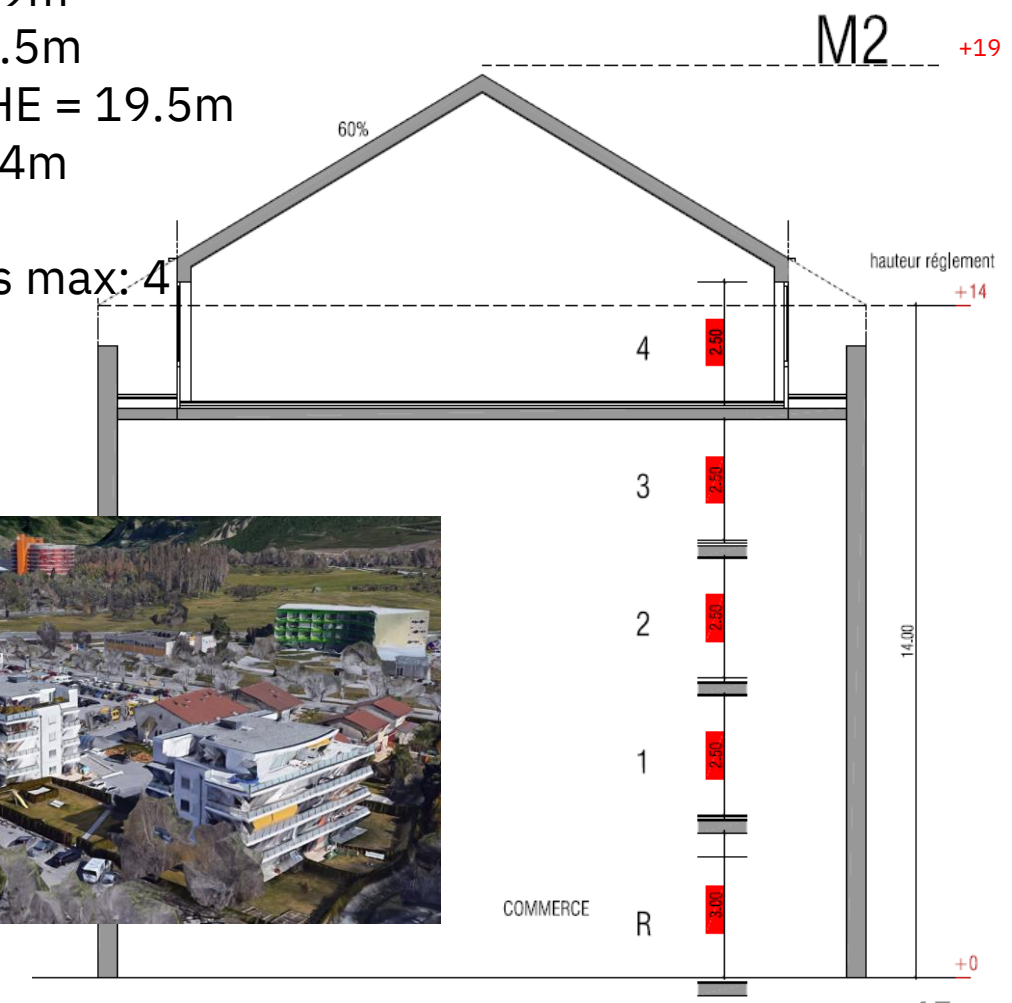 .5m
HE = 19.5m
4m
s max: 4
M2
+19
60%
hauteur réglement
+14
4
2.50
3
2.50
2
2.50
14.00
1
2.50
COMMERCE
R
3.00
+0